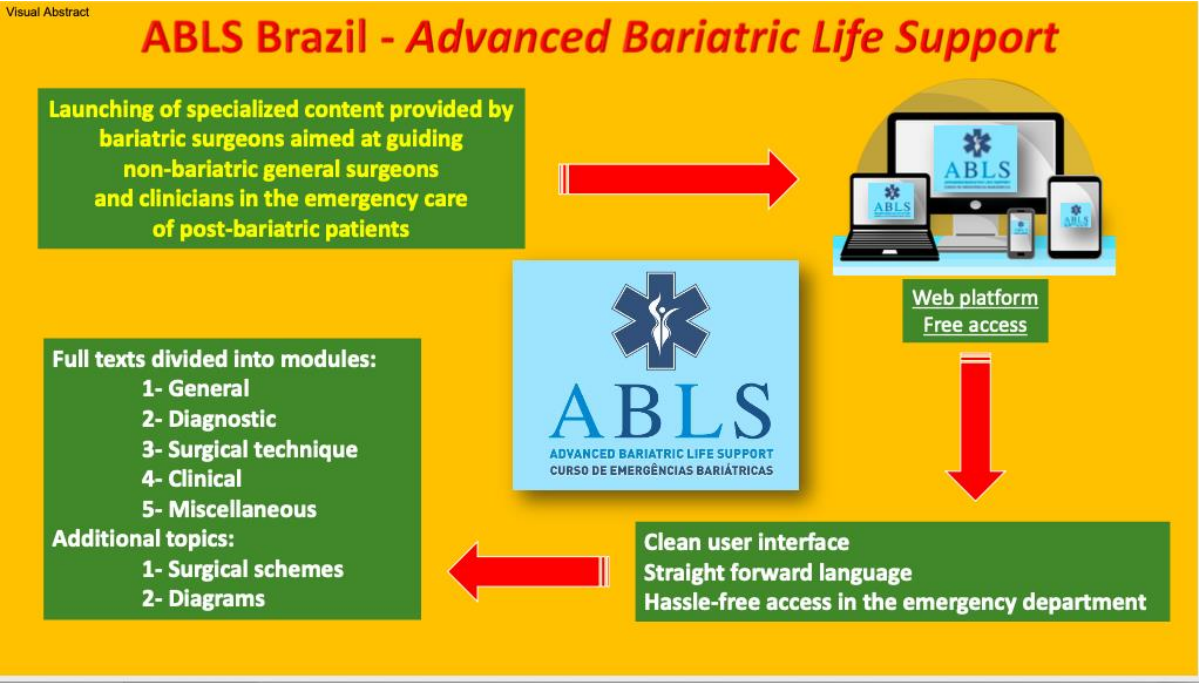 Visual Abstract
ABLS Brazil - Advanced Bariatric Life Support
Launching of specialized content provided by
bariatric surgeons aimed at guiding
non-bariatric general surgeons
and clinicians in the emergency care
of post-bariatric patients
ABLS
ABLS
ABLS
ABLS
Web platform
Free access
ABLS
ADVANCED BARIATRIC LIFE SUPPORT
CURSO DE EMERGÊNCIAS BARIÁTRICAS
Clean user interface
Straight forward language
Hassle-free access in the emergency department
Full texts divided into modules:
1- General
2- Diagnostic
3- Surgical technique
4- Clinical
5- Miscellaneous
Additional topics:
1- Surgical schemes
2- Diagrams